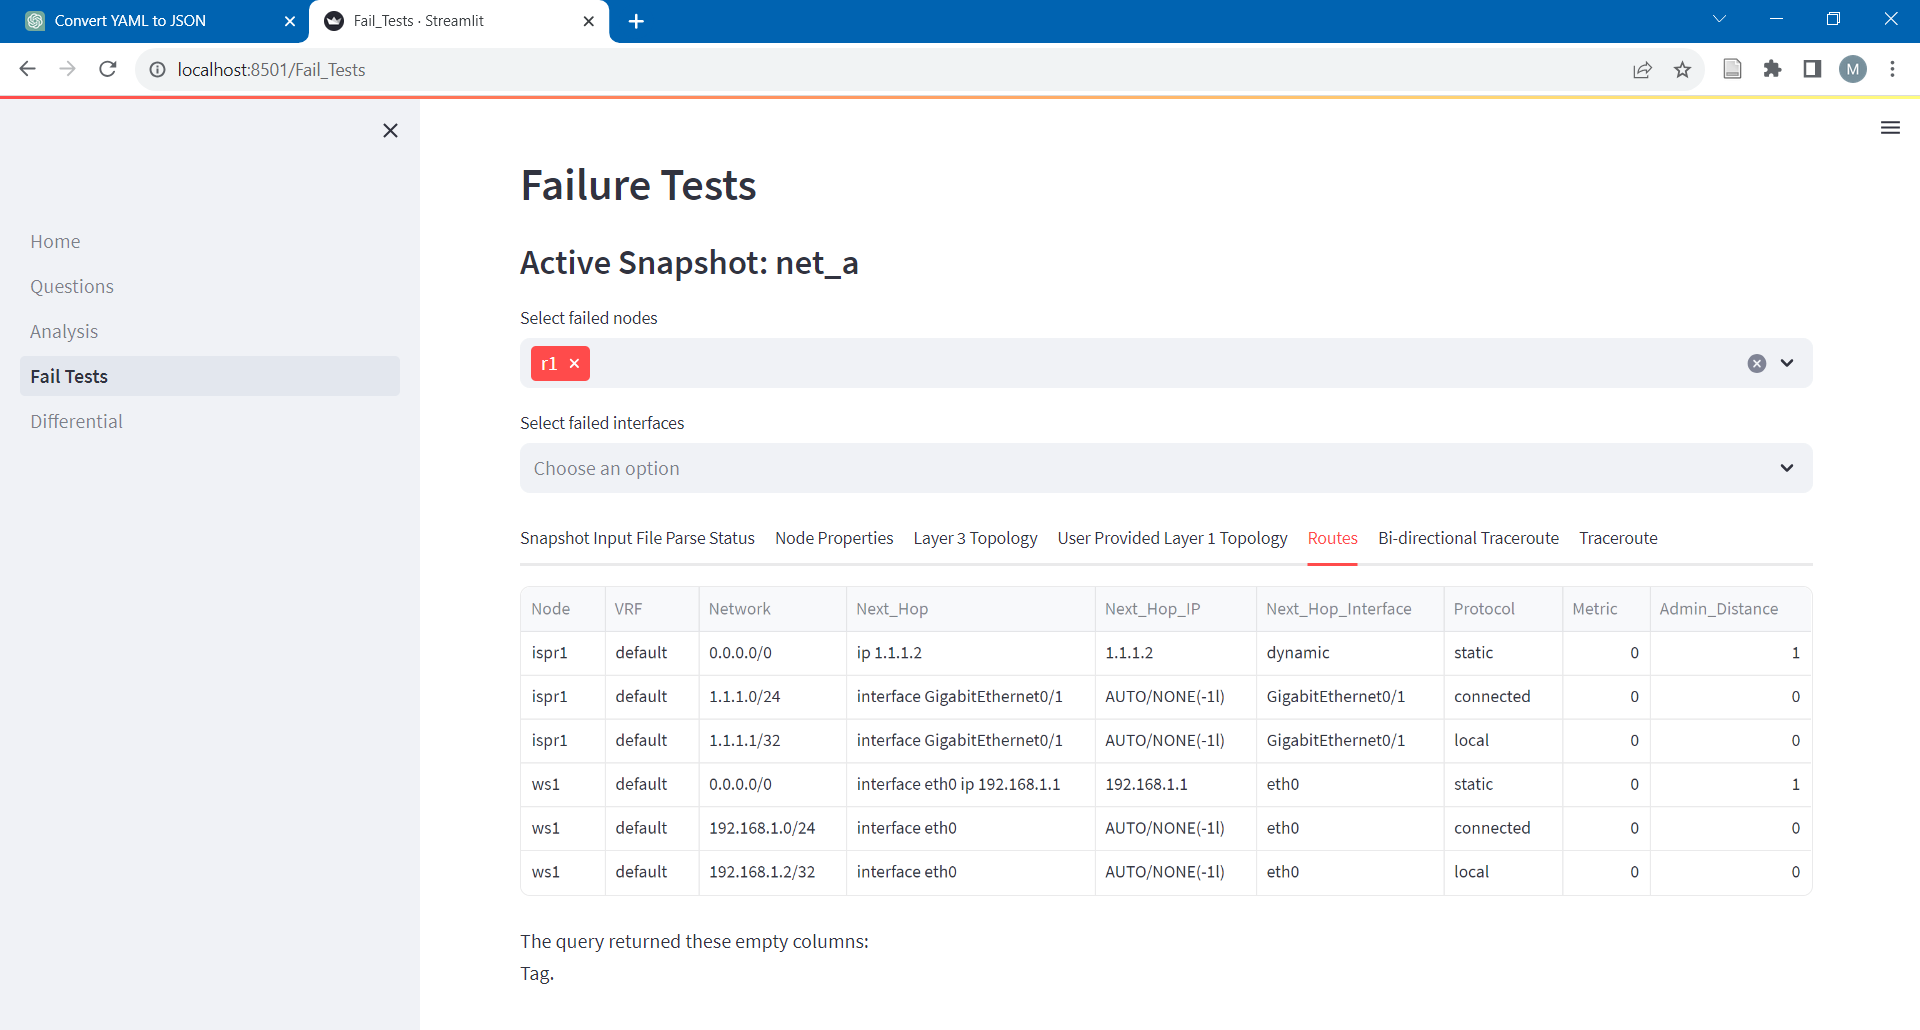 Convert YAML to JSON
Fail_Tests · Streamlit
localhost:8501/Fail_Tests
M
Home
Questions
Analysis
Fail Tests
Differential
Failure Tests
Active Snapshot: net_a
Select failed nodes
r1
Select failed interfaces
Choose an option
Snapshot Input File Parse Status Node Properties Layer 3 Topology User Provided Layer 1 Topology Routes Bi-directional Traceroute Traceroute
Node VRF Network Next_Hop Next_Hop_IP Next_Hop_Interface Protocol Metric Admin_Distance
ispr1 default 0.0.0.0/0 ip 1.1.1.2 1.1.1.2 dynamic static 0 1
ispr1 default 1.1.1.0/24 interface GigabitEthernet0/1 AUTO/NONE(-1l) GigabitEthernet0/1 connected 0 0
ispr1 default 1.1.1.1/32 interface GigabitEthernet0/1 AUTO/NONE(-1l) GigabitEthernet0/1 local 0 0
ws1 default 0.0.0.0/0 interface eth0 ip 192.168.1.1 192.168.1.1 eth0 static 0 1
ws1 default 192.168.1.0/24 interface eth0 AUTO/NONE(-1l) eth0 connected 0 0
ws1 default 192.168.1.2/32 interface eth0 AUTO/NONE(-1l) eth0 local 0 0
The query returned these empty columns:
Tag.